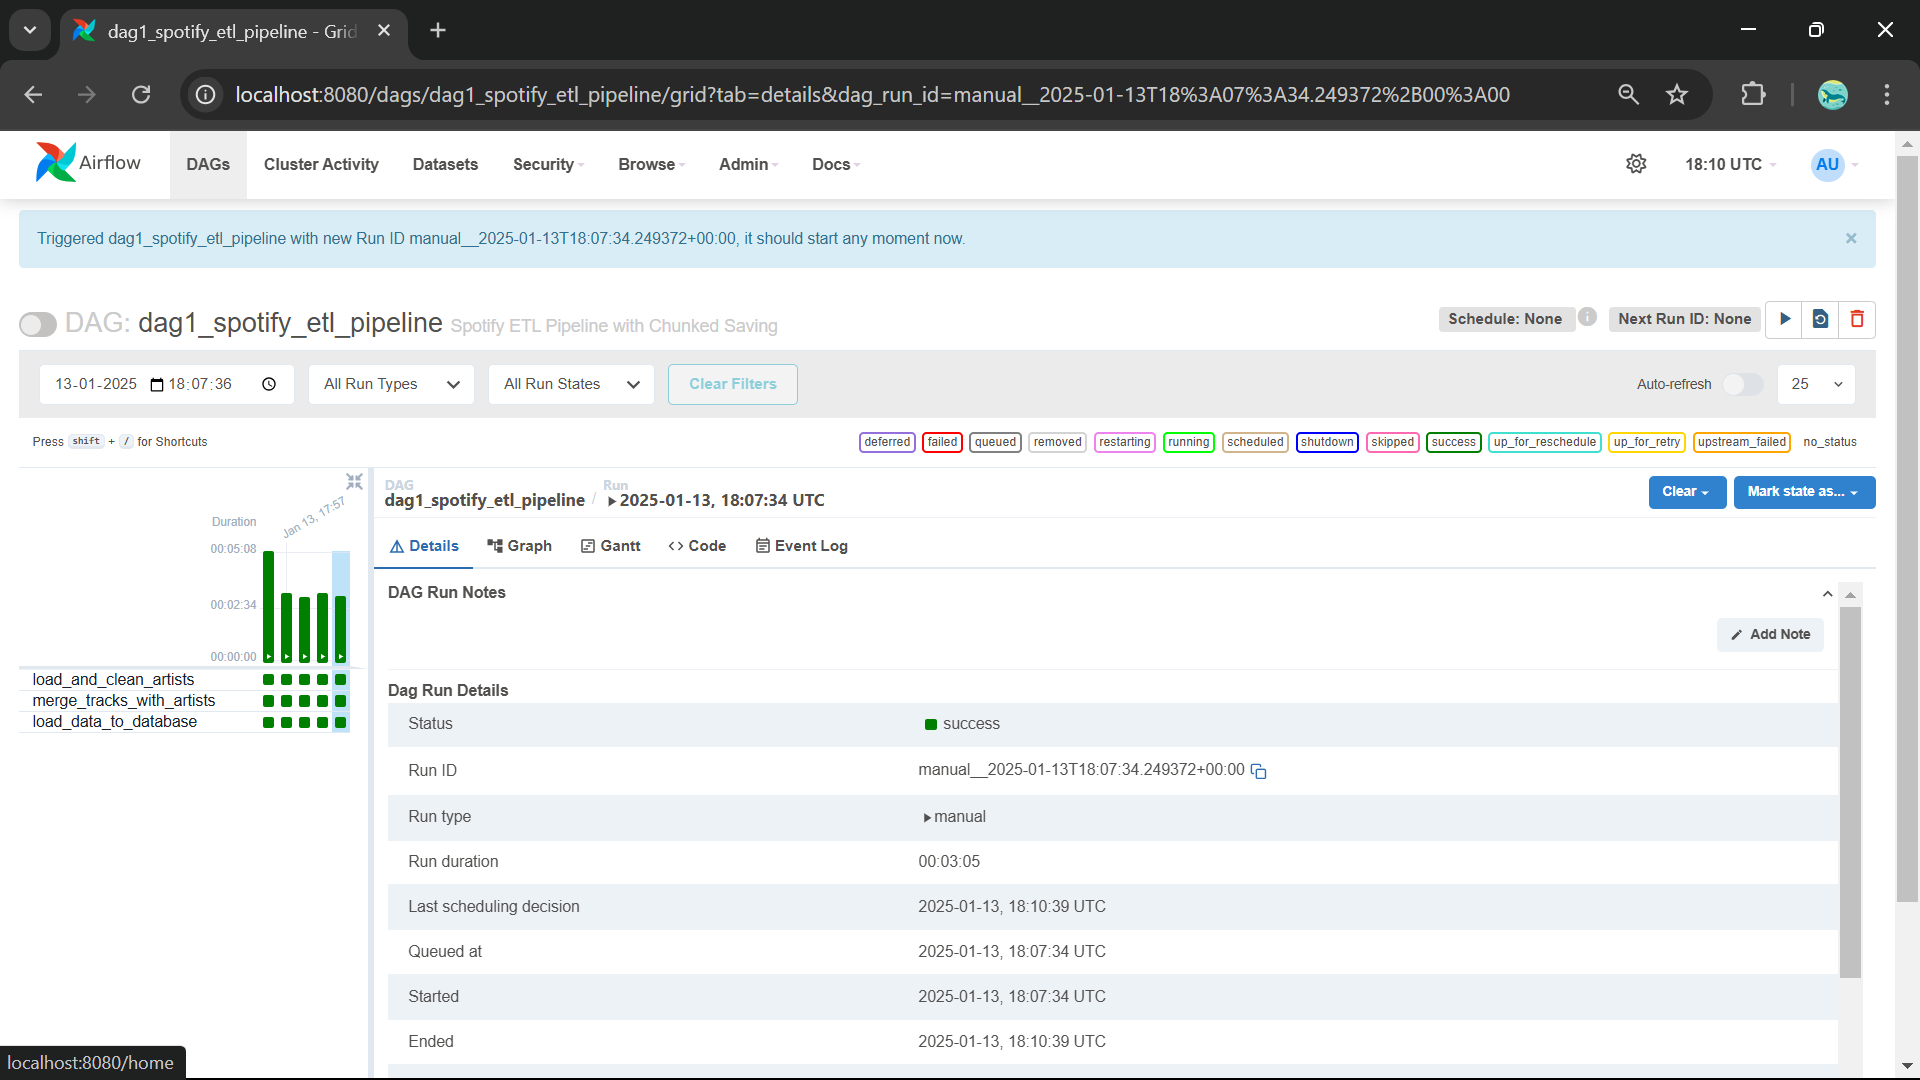 dag1_spotify_etl_pipeline - Grid
localhost:8080/dags/dag1_spotify_etl_pipeline/grid?tab=details&dag_run_id=manual__2025-01-13T18%3A07%3A34.249372%2B00%3A00
Airflow DAGs Cluster Activity Datasets Security Browse Admin Docs 18:10 UTC AU
Triggered dag1_spotify_etl_pipeline with new Run ID manual__2025-01-13T18:07:34.249372+00:00, it should start any moment now. ×
DAG: dag1_spotify_etl_pipeline Spotify ETL Pipeline with Chunked Saving Schedule: None i Next Run ID: None
13-01-2025 18:07:36 All Run Types All Run States Clear Filters Auto-refresh 25
Press shift + / for Shortcuts deferred failed queued removed restarting running scheduled shutdown skipped success up_for_reschedule up_for_retry upstream_failed no_status
DAG Run
dag1_spotify_etl_pipeline / 2025-01-13, 18:07:34 UTC Clear Mark state as...
Jan 13, 17:57
Duration
00:05:08
00:02:34
00:00:00
load_and_clean_artists
merge_tracks_with_artists
load_data_to_database
Details Graph Gantt <> Code Event Log
DAG Run Notes
Add Note
Dag Run Details
Status success
Run ID manual__2025-01-13T18:07:34.249372+00:00
Run type manual
Run duration 00:03:05
Last scheduling decision 2025-01-13, 18:10:39 UTC
Queued at 2025-01-13, 18:07:34 UTC
Started 2025-01-13, 18:07:34 UTC
Ended 2025-01-13, 18:10:39 UTC
localhost:8080/home